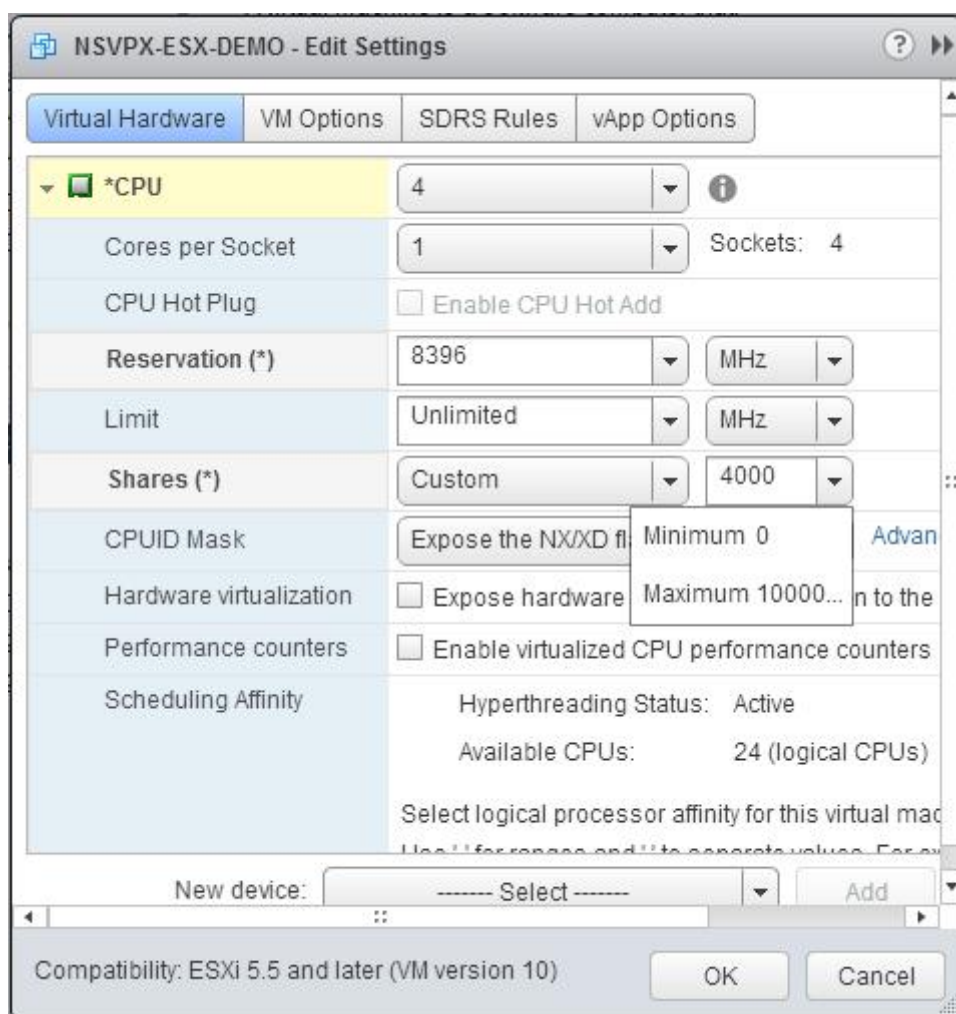 NSVPX-ESX-DEMO - Edit Settings
Virtual Hardware VM Options SDRS Rules vApp Options
*CPU 4
Cores per Socket 1 Sockets: 4
CPU Hot Plug Enable CPU Hot Add
Reservation (*) 8396 MHz
Limit Unlimited MHz
Shares (*) Custom 4000
Minimum 0
Maximum 10000...
CPUID Mask Expose the NX/XD fl Advan
Hardware virtualization Expose hardware n to the
Performance counters Enable virtualized CPU performance counters
Scheduling Affinity Hyperthreading Status: Active
Available CPUs: 24 (logical CPUs)
Select logical processor affinity for this virtual mac
New device: ------- Select ------- Add
Compatibility: ESXi 5.5 and later (VM version 10) OK Cancel